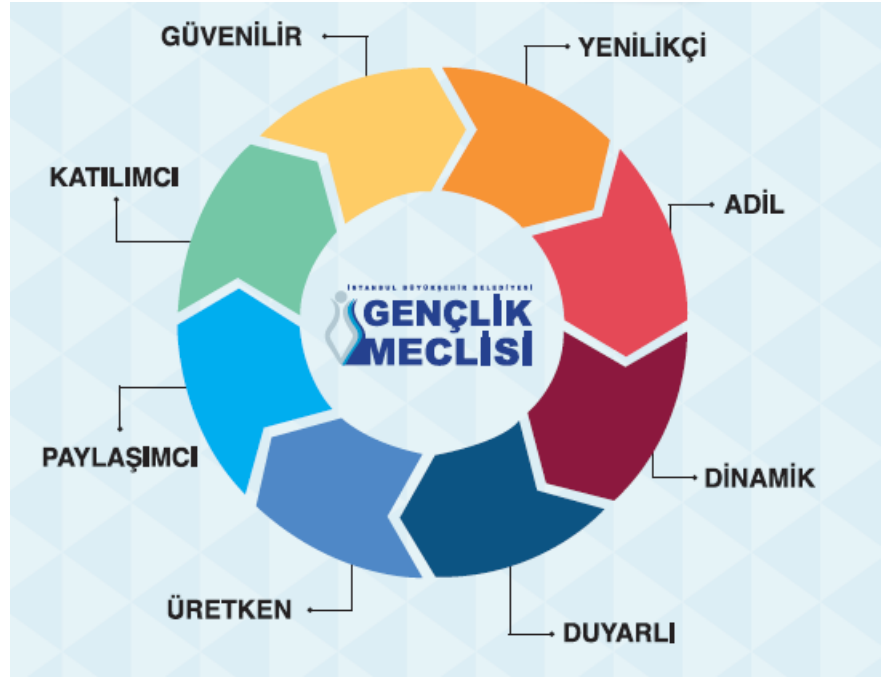 GÜVENİLİR
YENİLİKÇİ
KATILIMCI
ADİL
İSTANBUL BÜYÜKŞEHİR BELEDİYESİ
GENÇLİK
MECLİSİ
PAYLAŞIMCI
DİNAMİK
ÜRETKEN
DUYARLI